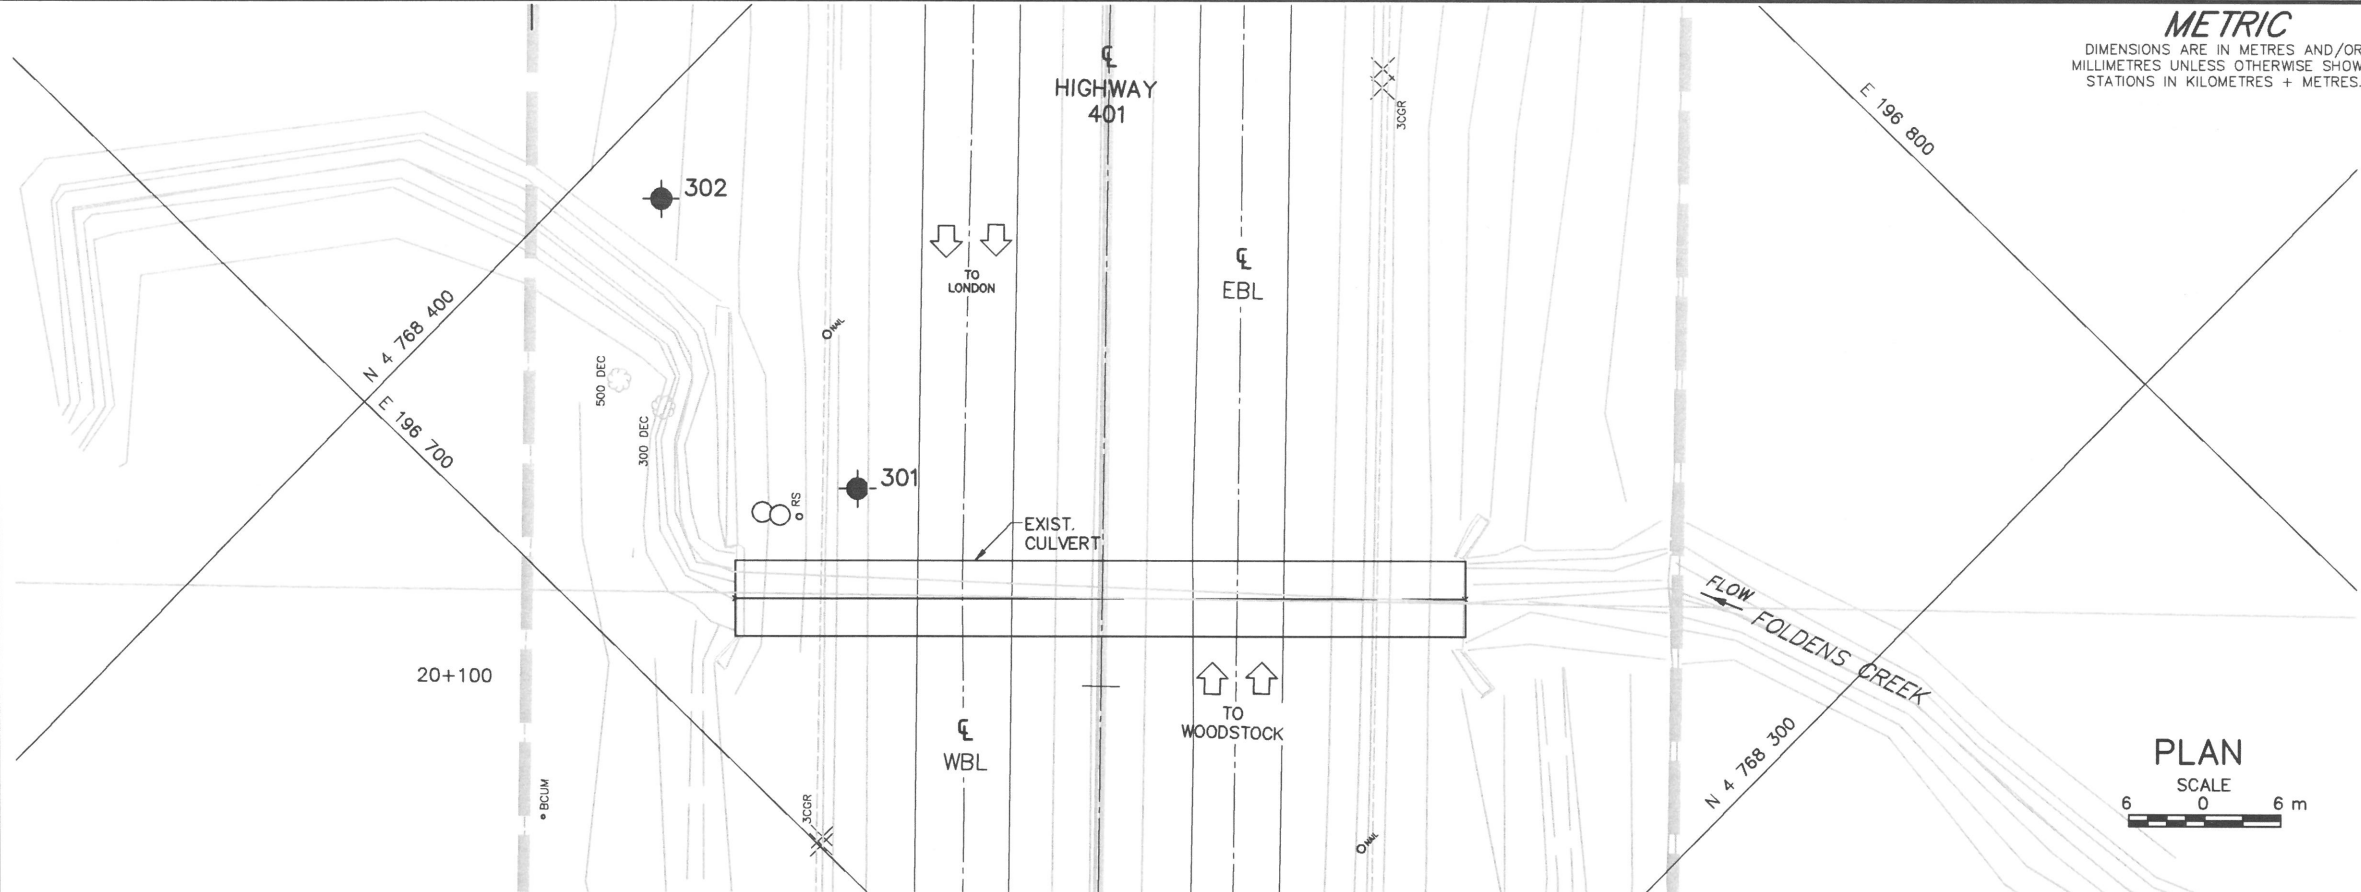 METRIC
DIMENSIONS ARE IN METRES AND/OR
MILLIMETRES UNLESS OTHERWISE SHOW
STATIONS IN KILOMETRES + METRES.
℄
HIGHWAY
401
3CGR
E 196 800
302
TO
LONDON
℄
EBL
N 4 768 400
NAIL
500 DEC
300 DEC
E 196 700
301
RS
EXIST.
CULVERT
FLOW
FOLDENS CREEK
20+100
TO
WOODSTOCK
℄
WBL
N 4 768 300
BCUM
3CGR
NAIL
PLAN
SCALE
6 0 6 m